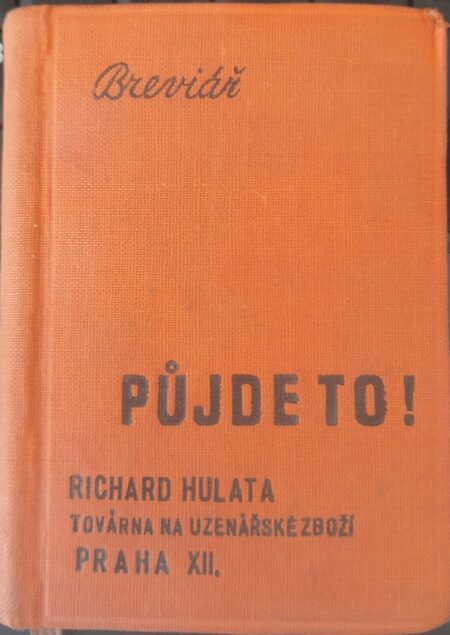 Breviář
PŮJDE TO!
RICHARD HULATA
TOVÁRNA NA UZENÁŘSKÉ ZBOŽÍ
PRAHA XII.